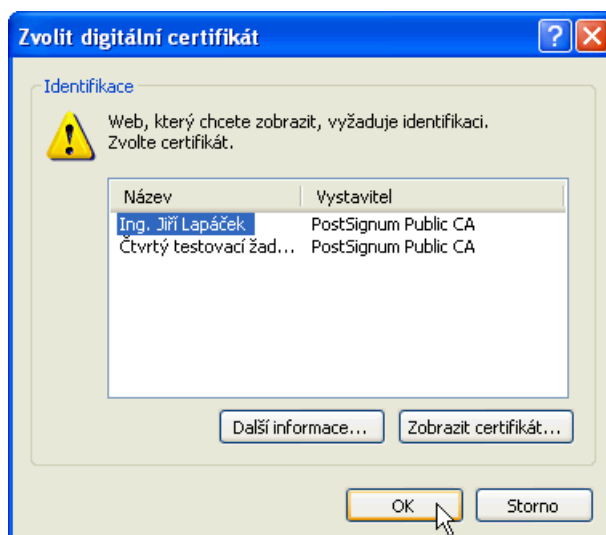 Zvolit digitální certifikát
Identifikace
Web, který chcete zobrazit, vyžaduje identifikaci.
Zvolte certifikát.
Název Vystavitel
Ing. Jiří Lapáček PostSignum Public CA
Čtvrtý testovací žad... PostSignum Public CA
Další informace... Zobrazit certifikát...
OK Storno